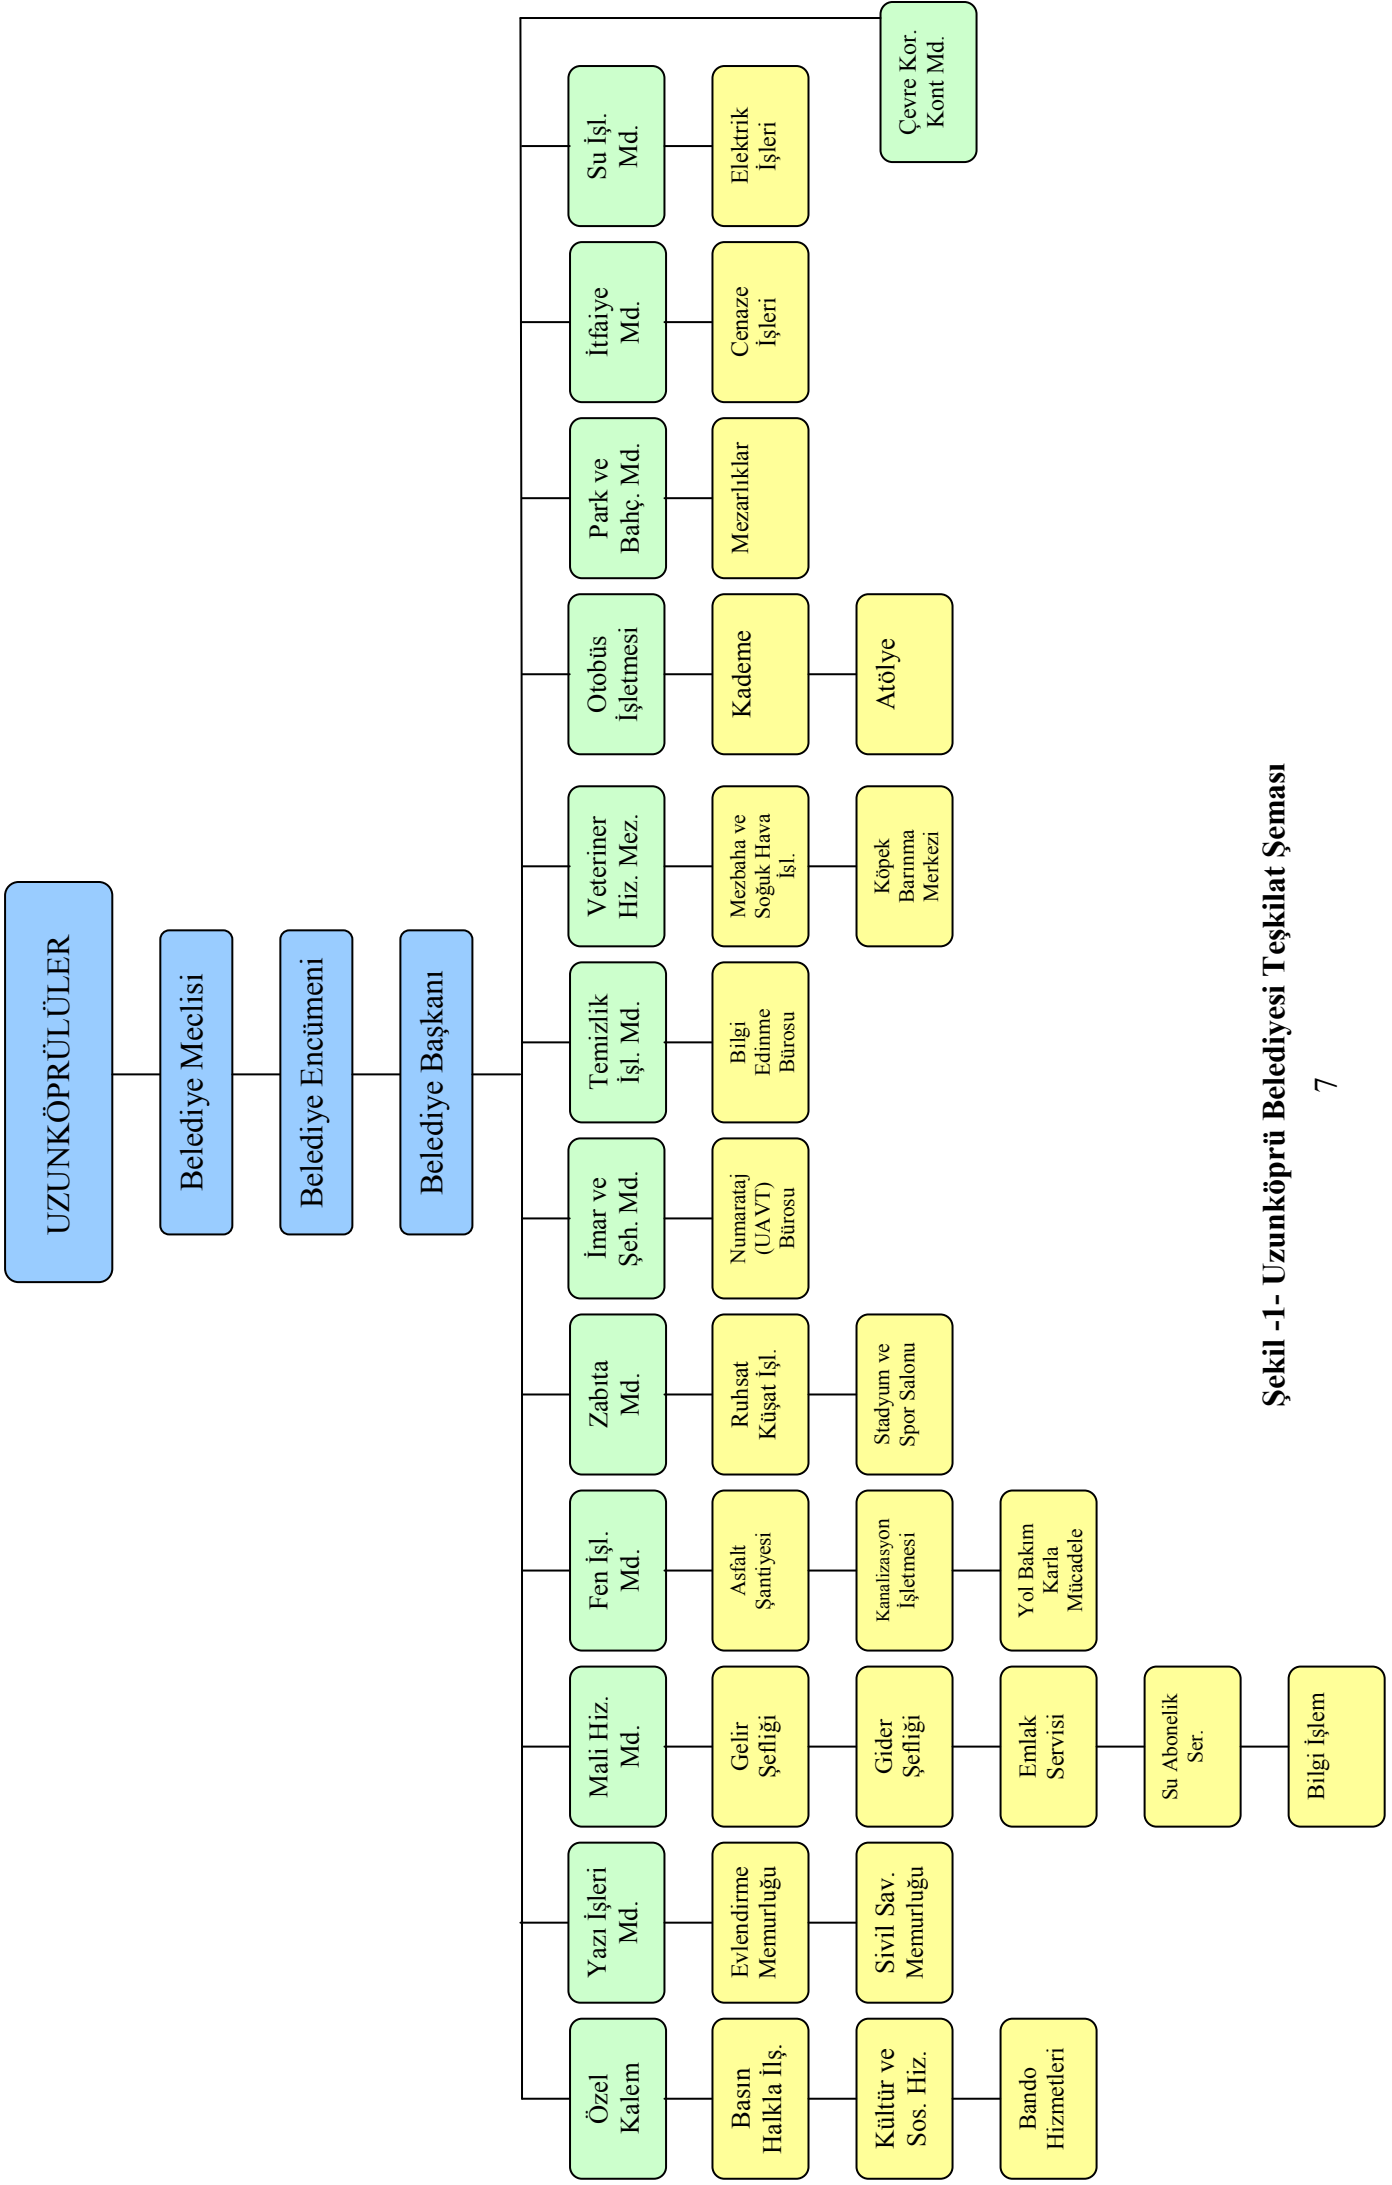 UZUNKÖPRÜLÜLER
Belediye Meclisi
Belediye Encümeni
Belediye Başkanı
Özel
Kalem
Yazı İşleri
Md.
Mali Hiz.
Md.
Fen İşl.
Md.
Zabıta
Md.
İmar ve
Şeh. Md.
Temizlik
İşl. Md.
Veteriner
Hiz. Mez.
Otobüs
İşletmesi
Park ve
Bahç. Md.
İtfaiye
Md.
Su İşl.
Md.
Basın
Halkla İlş.
Evlendirme
Memurluğu
Gelir
Şefliği
Asfalt
Şantiyesi
Ruhsat
Küşat İşl.
Numarataj
(UAVT)
Bürosu
Bilgi
Edinme
Bürosu
Mezbaha ve
Soğuk Hava
İşl.
Kademe
Mezarlıklar
Cenaze
İşleri
Elektrik
İşleri
Kültür ve
Sos. Hiz.
Sivil Sav.
Memurluğu
Gider
Şefliği
Kanalizasyon
İşletmesi
Stadyum ve
Spor Salonu
Köpek
Barınma
Merkezi
Atölye
Çevre Kor.
Kont Md.
Bando
Hizmetleri
Emlak
Servisi
Yol Bakım
Karla
Mücadele
Su Abonelik
Ser.
Bilgi İşlem
Şekil -1- Uzunköprü Belediyesi Teşkilat Şeması
7